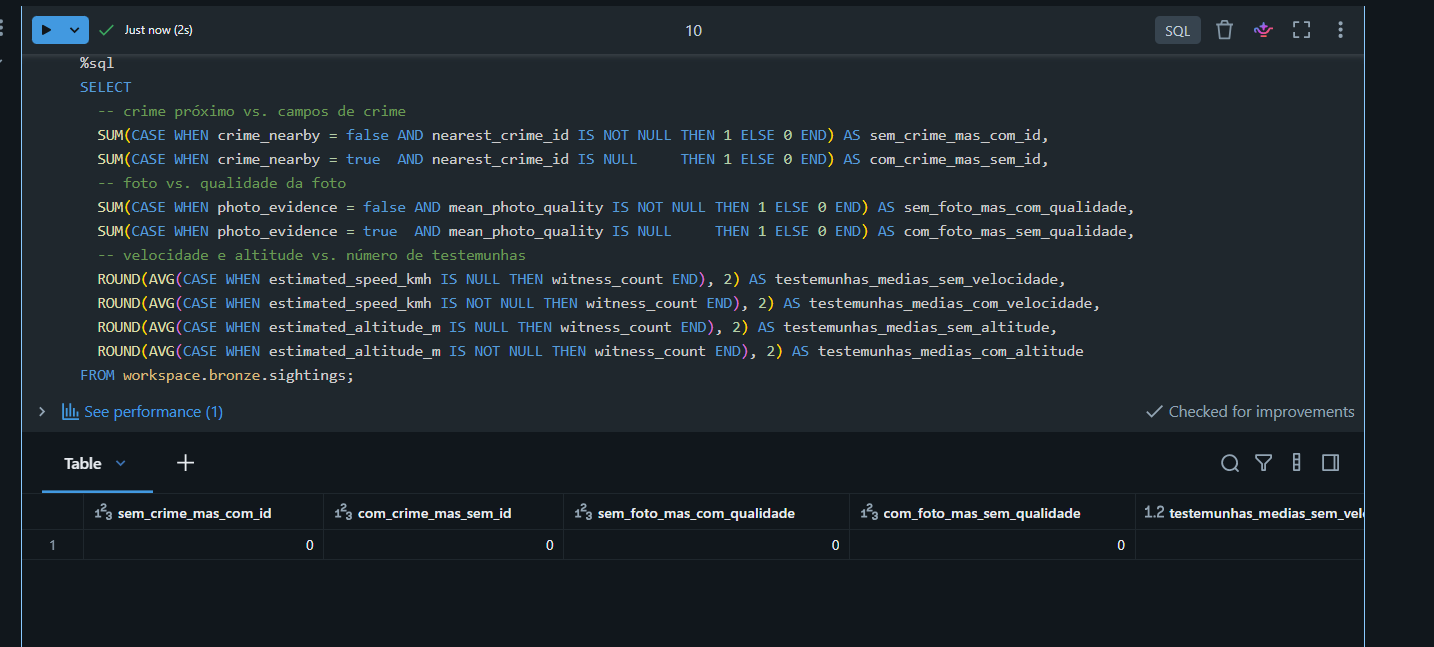 Just now (2s) 10 SQL
%sql
SELECT
-- crime próximo vs. campos de crime
SUM(CASE WHEN crime_nearby = false AND nearest_crime_id IS NOT NULL THEN 1 ELSE 0 END) AS sem_crime_mas_com_id,
SUM(CASE WHEN crime_nearby = true  AND nearest_crime_id IS NULL     THEN 1 ELSE 0 END) AS com_crime_mas_sem_id,
-- foto vs. qualidade da foto
SUM(CASE WHEN photo_evidence = false AND mean_photo_quality IS NOT NULL THEN 1 ELSE 0 END) AS sem_foto_mas_com_qualidade,
SUM(CASE WHEN photo_evidence = true  AND mean_photo_quality IS NULL     THEN 1 ELSE 0 END) AS com_foto_mas_sem_qualidade,
-- velocidade e altitude vs. número de testemunhas
ROUND(AVG(CASE WHEN estimated_speed_kmh IS NULL THEN witness_count END), 2) AS testemunhas_medias_sem_velocidade,
ROUND(AVG(CASE WHEN estimated_speed_kmh IS NOT NULL THEN witness_count END), 2) AS testemunhas_medias_com_velocidade,
ROUND(AVG(CASE WHEN estimated_altitude_m IS NULL THEN witness_count END), 2) AS testemunhas_medias_sem_altitude,
ROUND(AVG(CASE WHEN estimated_altitude_m IS NOT NULL THEN witness_count END), 2) AS testemunhas_medias_com_altitude
FROM workspace.bronze.sightings;
See performance (1) Checked for improvements
Table
123 sem_crime_mas_com_id 123 com_crime_mas_sem_id 123 sem_foto_mas_com_qualidade 123 com_foto_mas_sem_qualidade 1.2 testemunhas_medias_sem_vel
1 0 0 0 0